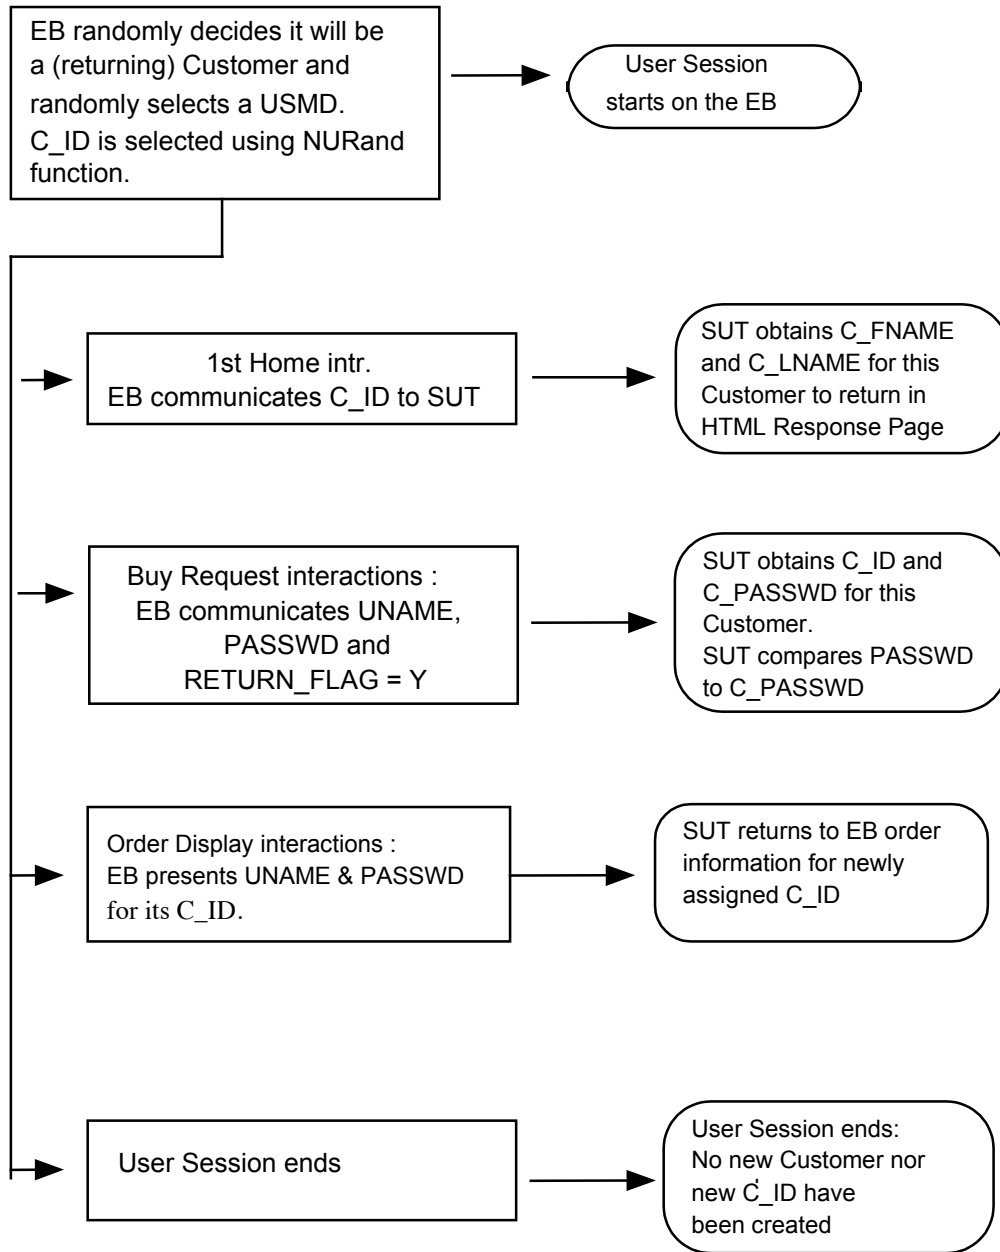 EB randomly decides it will be
a (returning) Customer and
randomly selects a USMD.
C_ID is selected using NURand
function.
User Session
starts on the EB
1st Home intr.
EB communicates C_ID to SUT
SUT obtains C_FNAME
and C_LNAME for this
Customer to return in
HTML Response Page
Buy Request interactions :
EB communicates UNAME,
PASSWD and
RETURN_FLAG = Y
SUT obtains C_ID and
C_PASSWD for this
Customer.
SUT compares PASSWD
to C_PASSWD
Order Display interactions :
EB presents UNAME & PASSWD
for its C_ID.
SUT returns to EB order
information for newly
assigned C_ID
User Session ends
User Session ends:
No new Customer nor
new C_ID have
been created